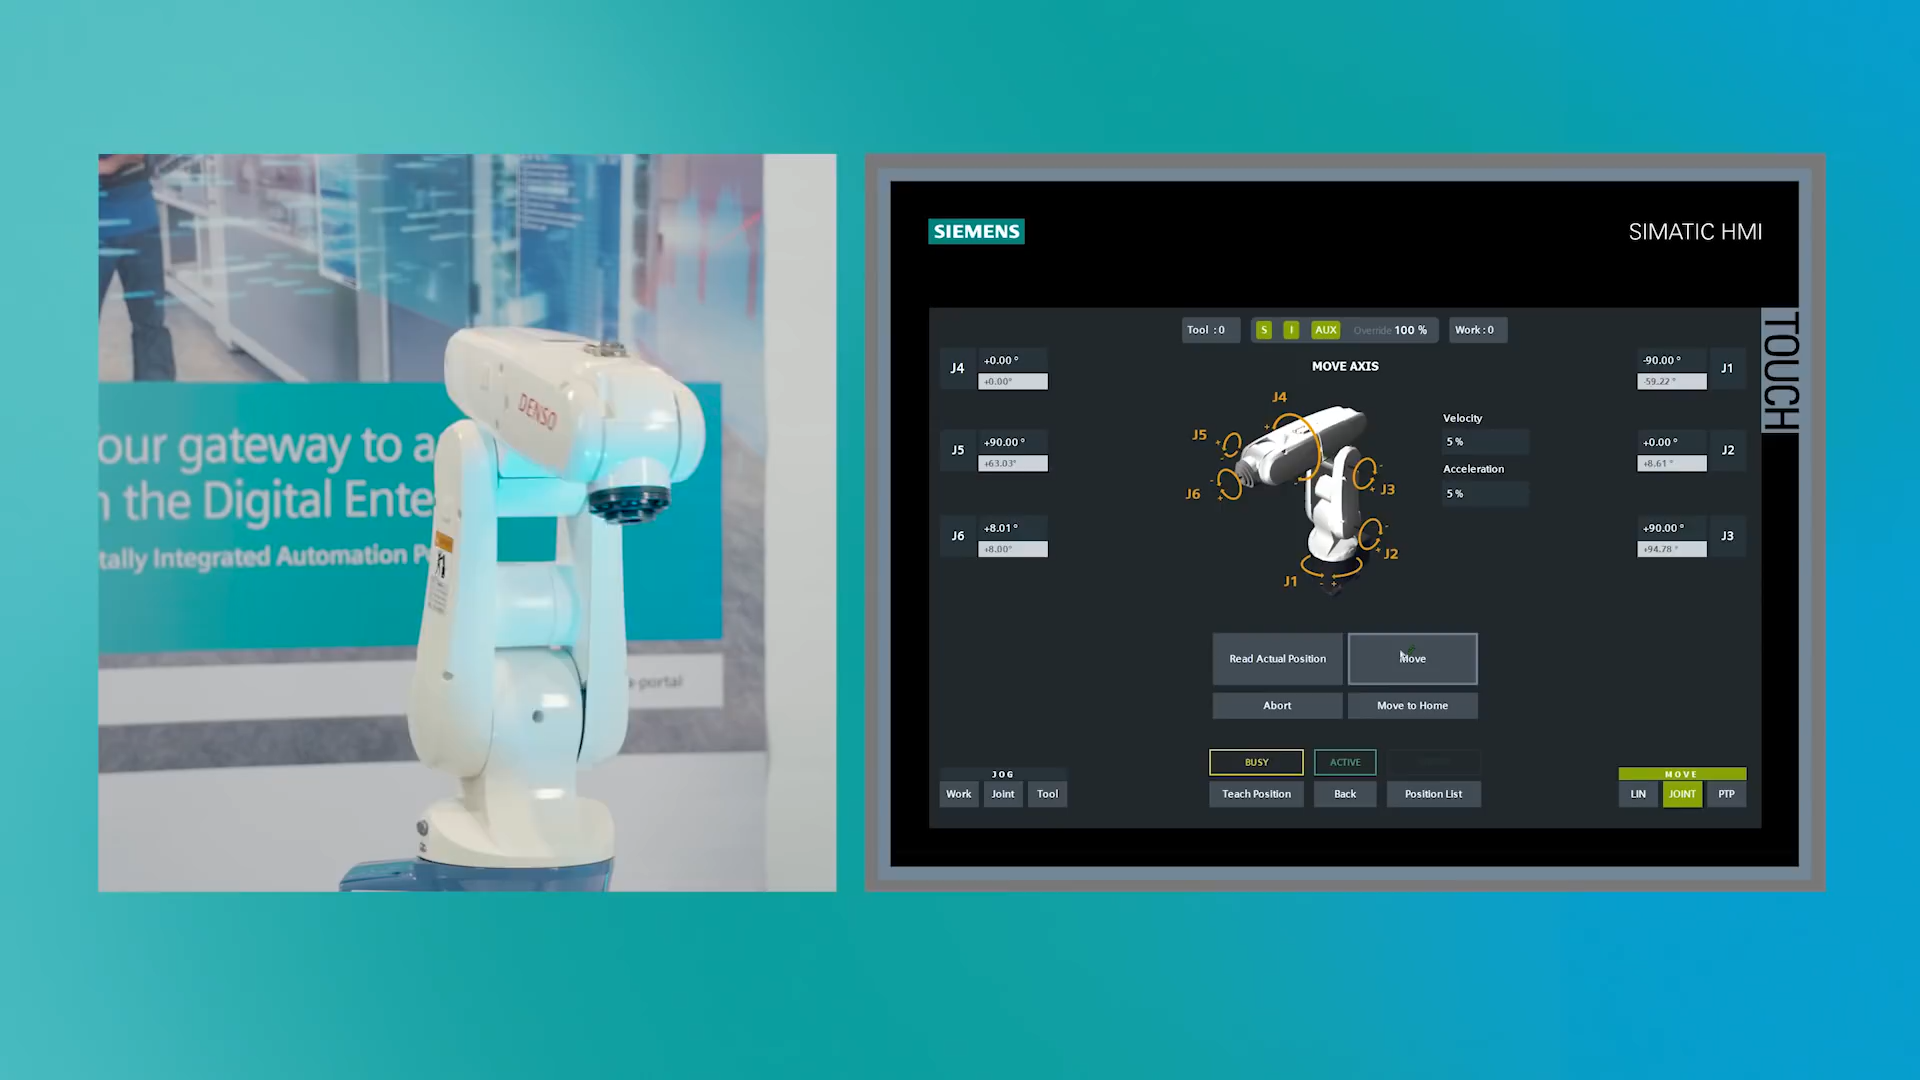 our gateway to a
n the Digital Ente
tally Integrated Automation P
portal
DENSO
SIEMENS
SIMATIC HMI
TOUCH
Tool : 0
S
I
AUX
Override 100 %
Work : 0
MOVE AXIS
J4
+0.00 °
+0.00°
J5
+90.00 °
+63.03°
J6
+8.01 °
+8.00°
-90.00 °
-59.22 °
J1
+0.00 °
+8.61 °
J2
+90.00 °
+94.78 °
J3
J4
J5
J6
J3
J2
J1
Velocity
5 %
Acceleration
5 %
Read Actual Position
Move
Abort
Move to Home
BUSY
ACTIVE
Teach Position
Back
Position List
JOG
Work
Joint
Tool
MOVE
LIN
JOINT
PTP